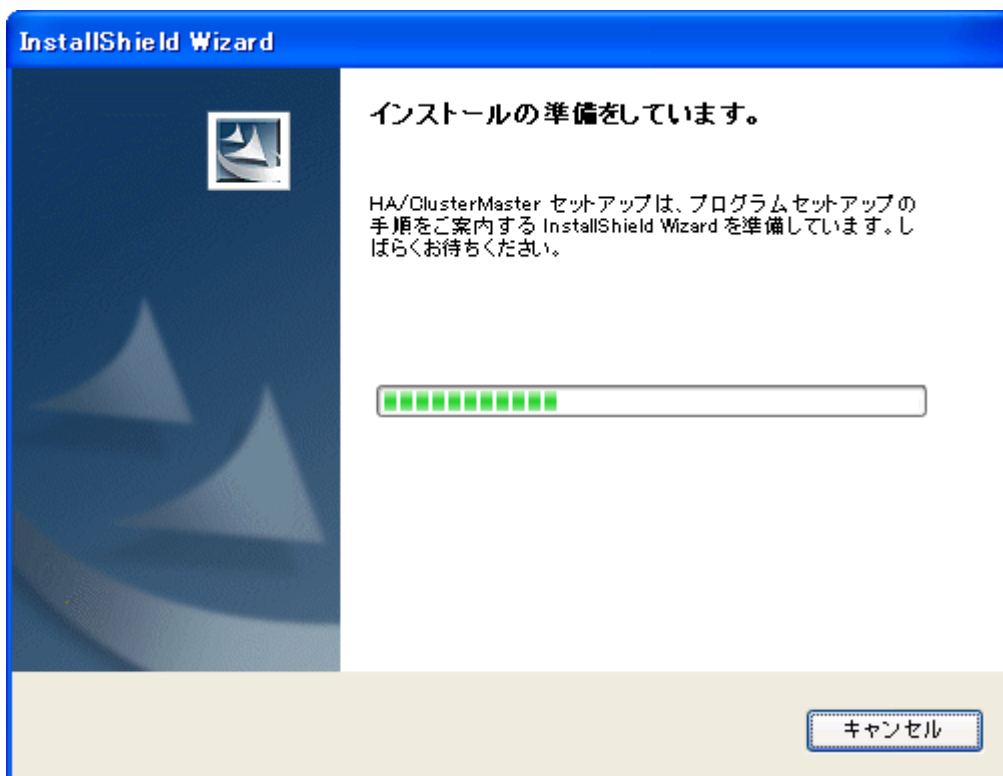 InstallShield Wizard
インストールの準備をしています。
HA/ClusterMaster セットアップは、プログラムセットアップの
手順をご案内する InstallShield Wizard を準備しています。し
ばらくお待ちください。
キャンセル